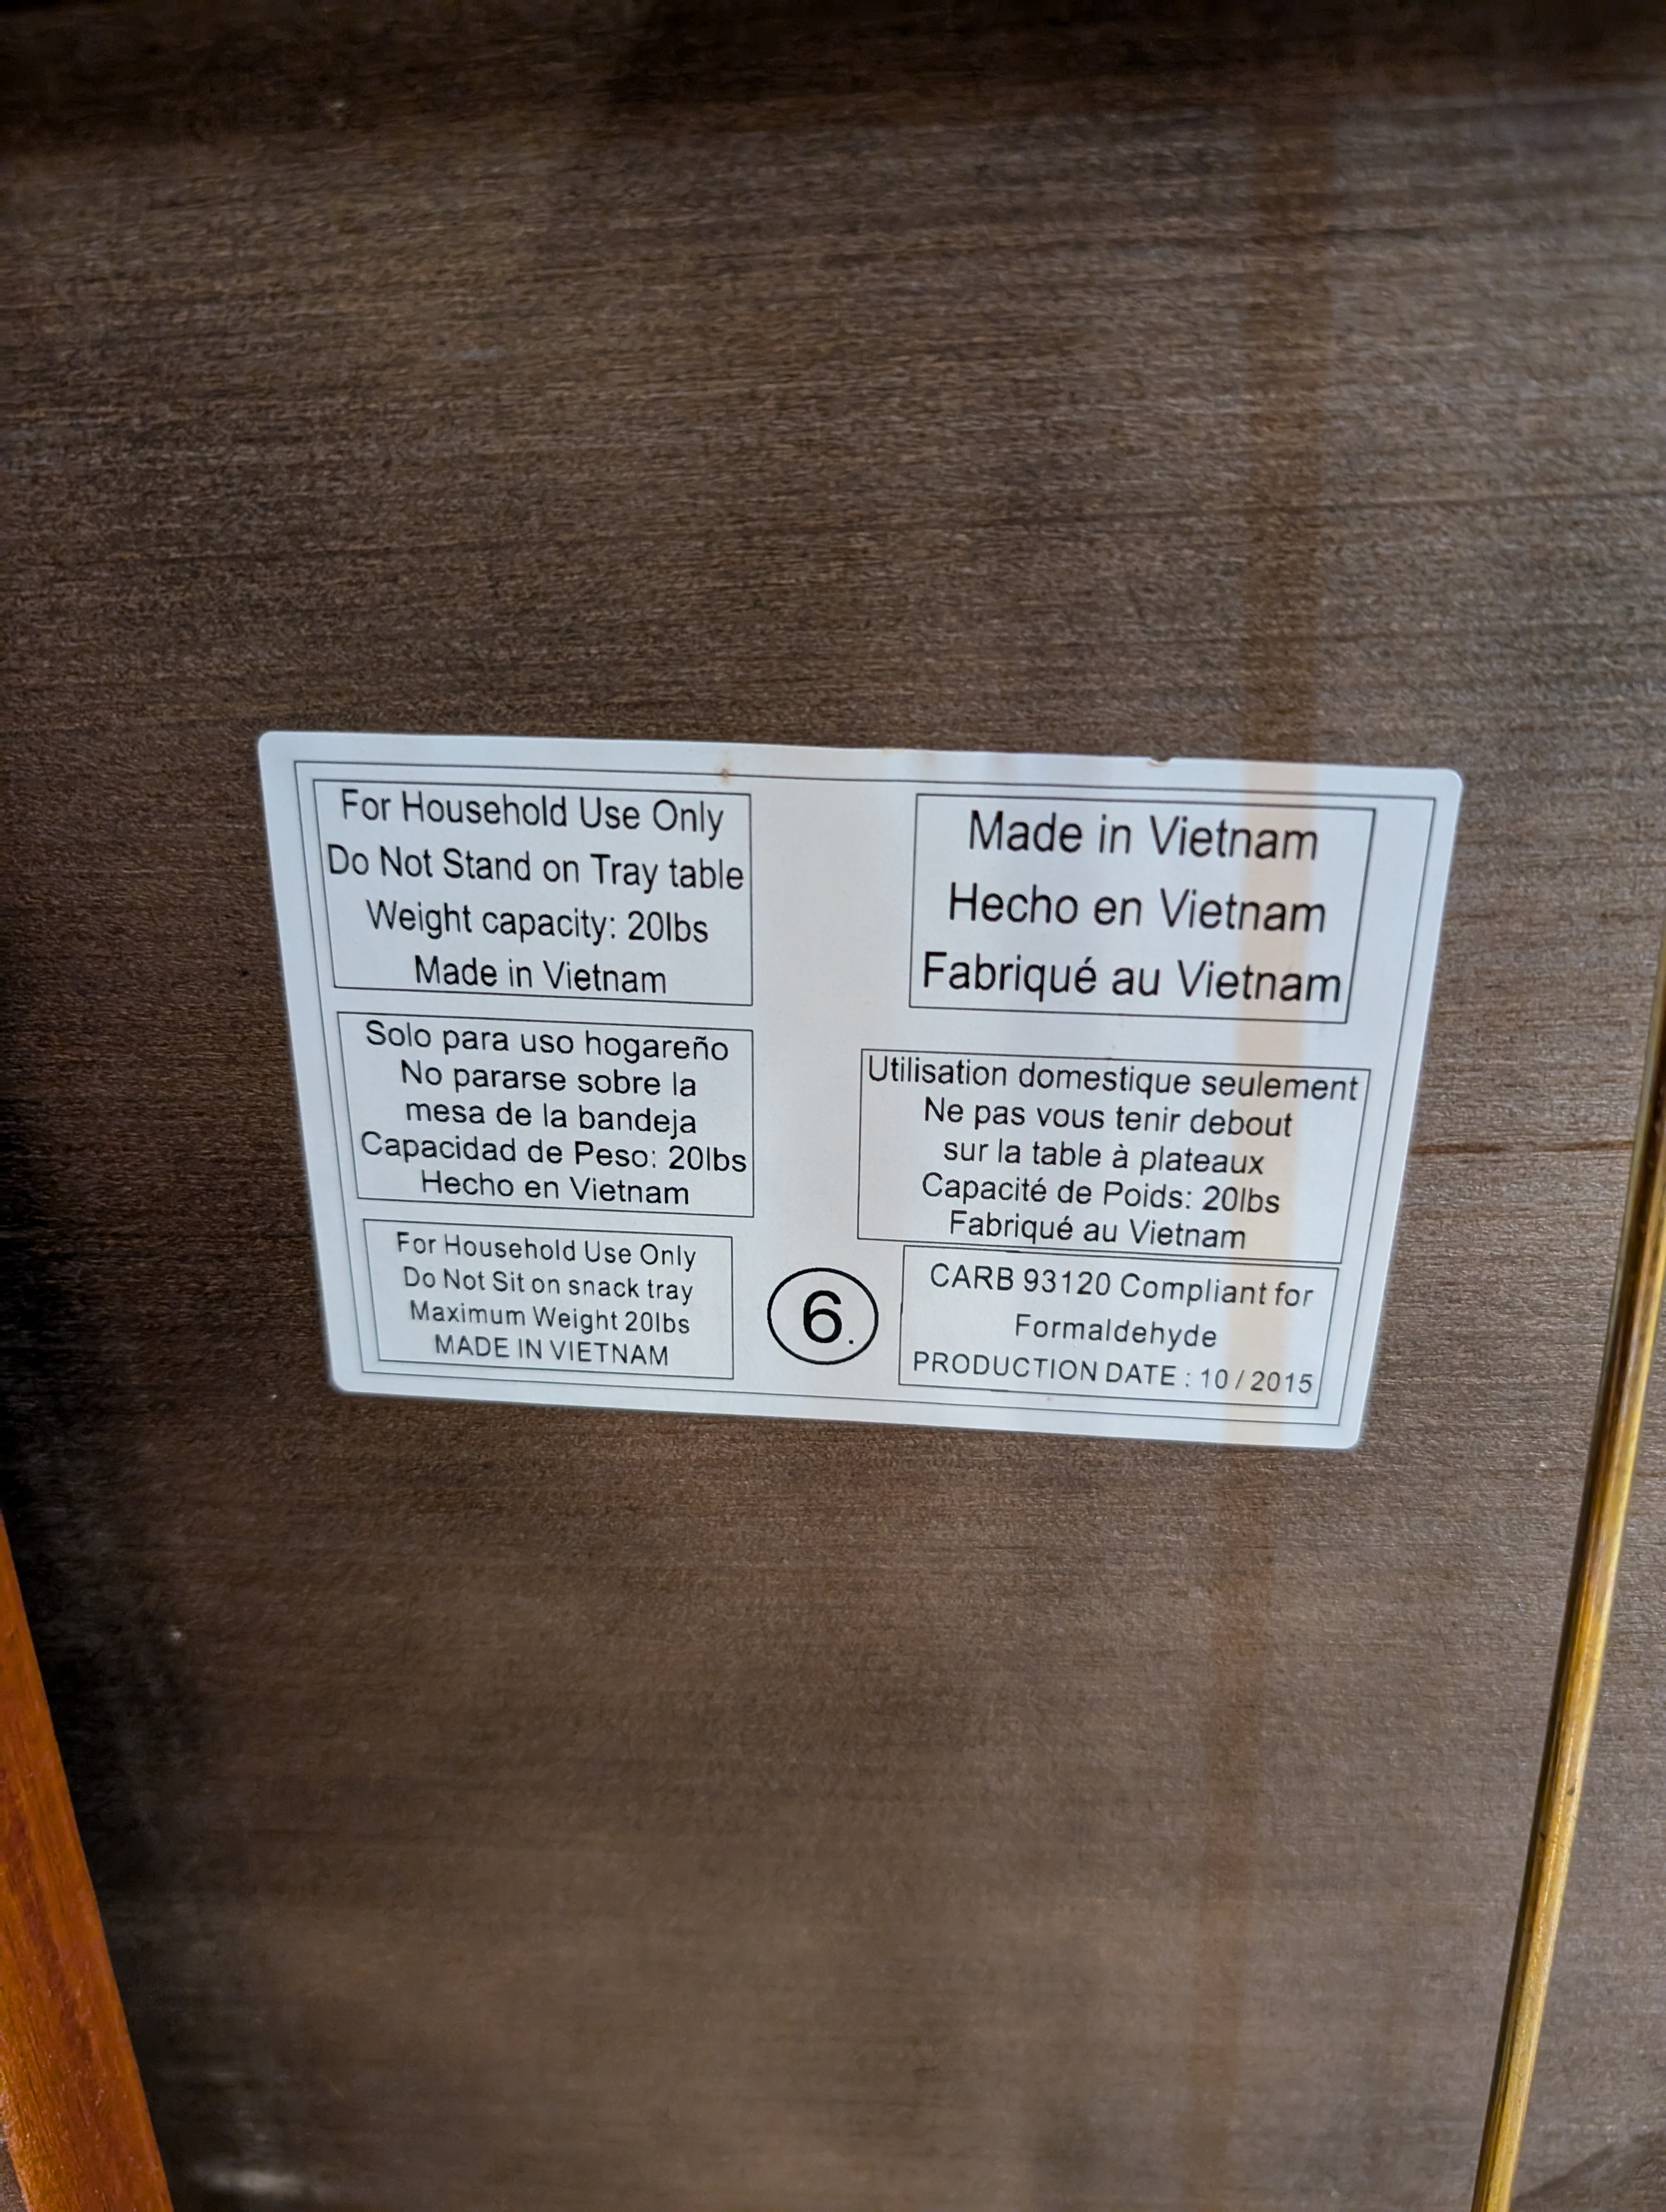 For Household Use Only
Do Not Stand on Tray table
Weight capacity: 20lbs
Made in Vietnam
Made in Vietnam
Hecho en Vietnam
Fabriqué au Vietnam
Solo para uso hogareño
No pararse sobre la
mesa de la bandeja
Capacidad de Peso: 20lbs
Hecho en Vietnam
Utilisation domestique seulement
Ne pas vous tenir debout
sur la table à plateaux
Capacité de Poids: 20lbs
Fabriqué au Vietnam
For Household Use Only
Do Not Sit on snack tray
Maximum Weight 20lbs
MADE IN VIETNAM
6.
CARB 93120 Compliant for
Formaldehyde
PRODUCTION DATE : 10 / 2015